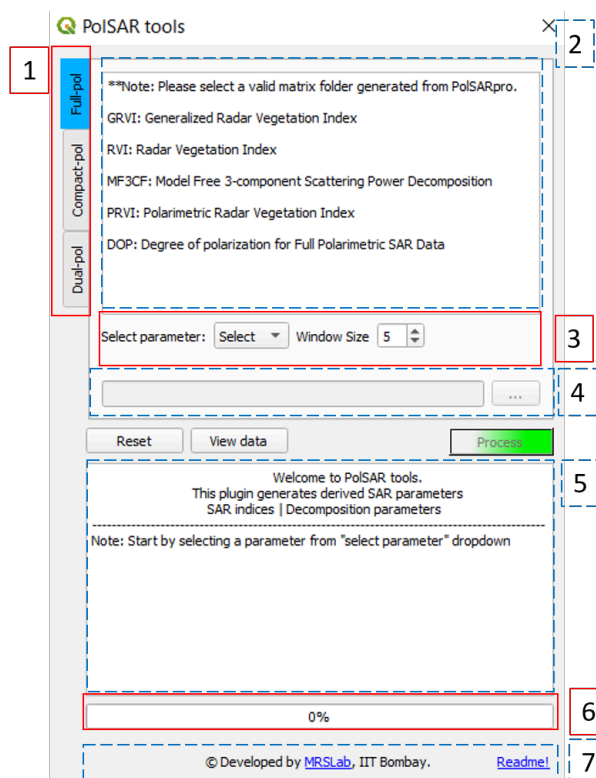 PolSAR tools
×
1
2
Full-pol
Compact-pol
Dual-pol
**Note: Please select a valid matrix folder generated from PolSARpro.
GRVI: Generalized Radar Vegetation Index
RVI: Radar Vegetation Index
MF3CF: Model Free 3-component Scattering Power Decomposition
PRVI: Polarimetric Radar Vegetation Index
DOP: Degree of polarization for Full Polarimetric SAR Data
Select parameter: Select Window Size 5
3
...
4
Reset View data Process
Welcome to PolSAR tools.
This plugin generates derived SAR parameters
SAR indices | Decomposition parameters
5
Note: Start by selecting a parameter from "select parameter" dropdown
0%
6
© Developed by MRSLab, IIT Bombay. Readme!
7